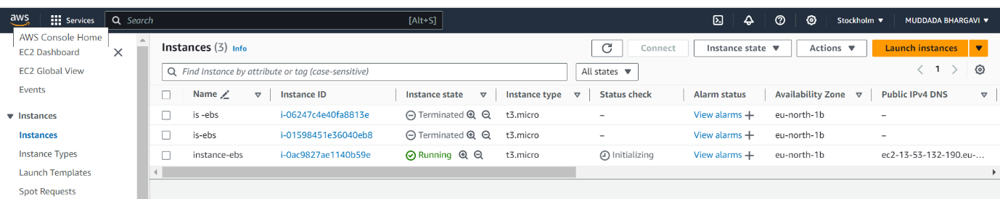 aws Services Search [Alt+S] Stockholm ▼ MUDDADA BHARGAVI ▼
AWS Console Home
EC2 Dashboard
EC2 Global View
Events
Instances
Instances
Instance Types
Launch Templates
Spot Requests
Instances (3) Info Connect Instance state ▼ Actions ▼ Launch instances ▼
Find Instance by attribute or tag (case-sensitive) All states ▼ < 1 >
Name Instance ID Instance state Instance type Status check Alarm status Availability Zone Public IPv4 DNS
is -ebs i-06247c4e40fa8813e Terminated t3.micro – View alarms + eu-north-1b –
is-ebs i-01598451e36040eb8 Terminated t3.micro – View alarms + eu-north-1b –
instance-ebs i-0ac9827ae1140b59e Running t3.micro Initializing View alarms + eu-north-1b ec2-13-53-132-190.eu-...